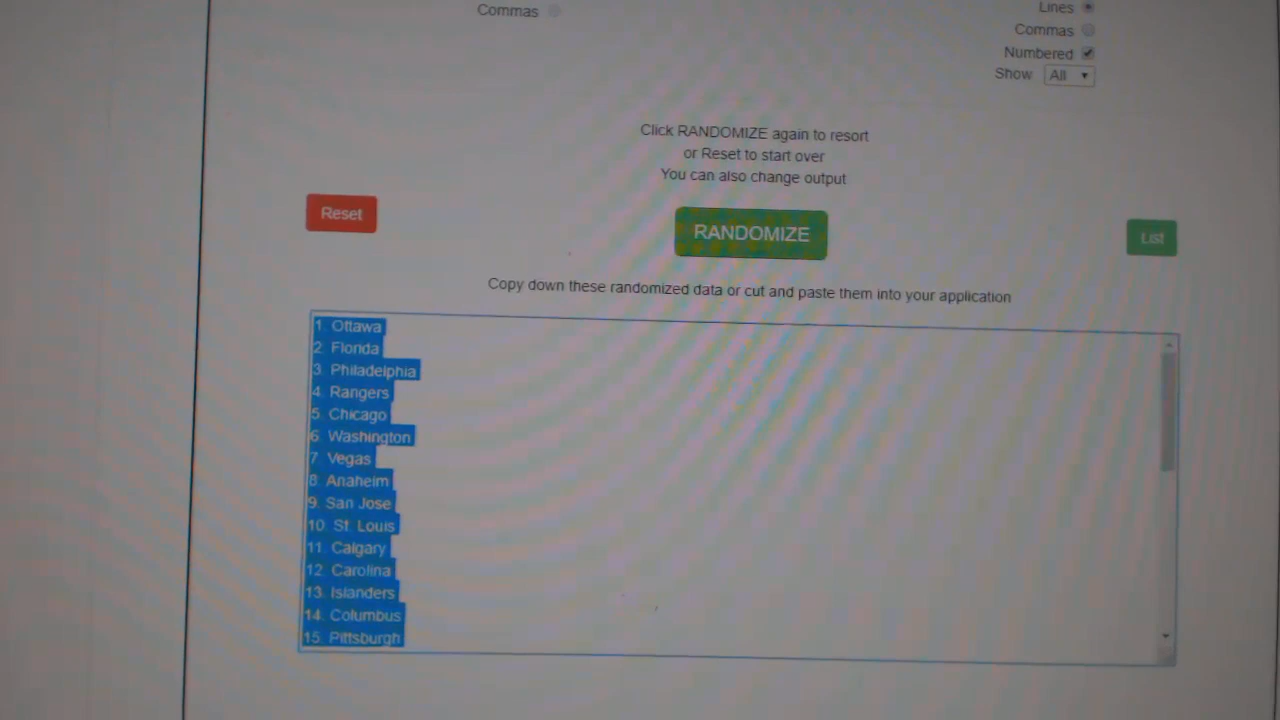 Commas
Lines
Commas
Numbered
Show All
Click RANDOMIZE again to resort
or Reset to start over
You can also change output
Reset
RANDOMIZE
List
Copy down these randomized data or cut and paste them into your application
1. Ottawa
2. Florida
3. Philadelphia
4. Rangers
5. Chicago
6. Washington
7. Vegas
8. Anaheim
9. San Jose
10. St. Louis
11. Calgary
12. Carolina
13. Islanders
14. Columbus
15. Pittsburgh